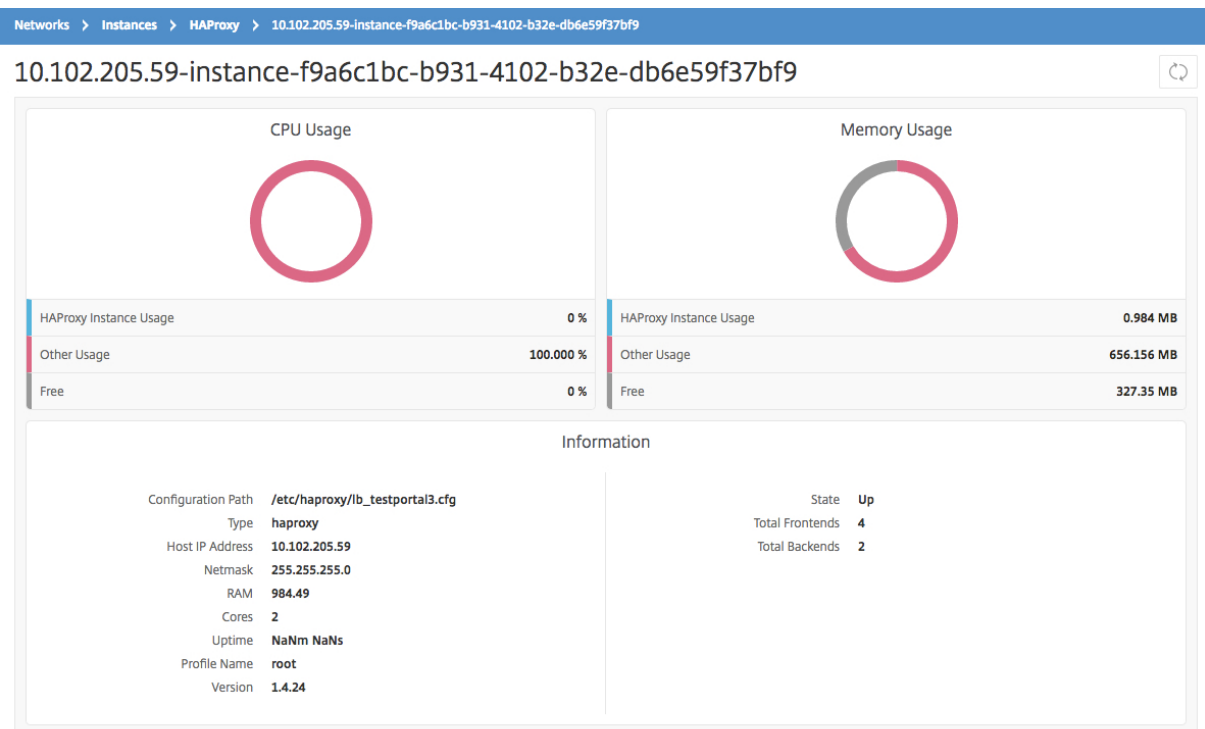 Networks > Instances > HAProxy > 10.102.205.59-instance-f9a6c1bc-b931-4102-b32e-db6e59f37bf9
10.102.205.59-instance-f9a6c1bc-b931-4102-b32e-db6e59f37bf9
CPU Usage
HAProxy Instance Usage 0 %
Other Usage 100.000 %
Free 0 %
Memory Usage
HAProxy Instance Usage 0.984 MB
Other Usage 656.156 MB
Free 327.35 MB
Information
Configuration Path /etc/haproxy/lb_testportal3.cfg
Type haproxy
Host IP Address 10.102.205.59
Netmask 255.255.255.0
RAM 984.49
Cores 2
Uptime NaNm NaNs
Profile Name root
Version 1.4.24
State Up
Total Frontends 4
Total Backends 2